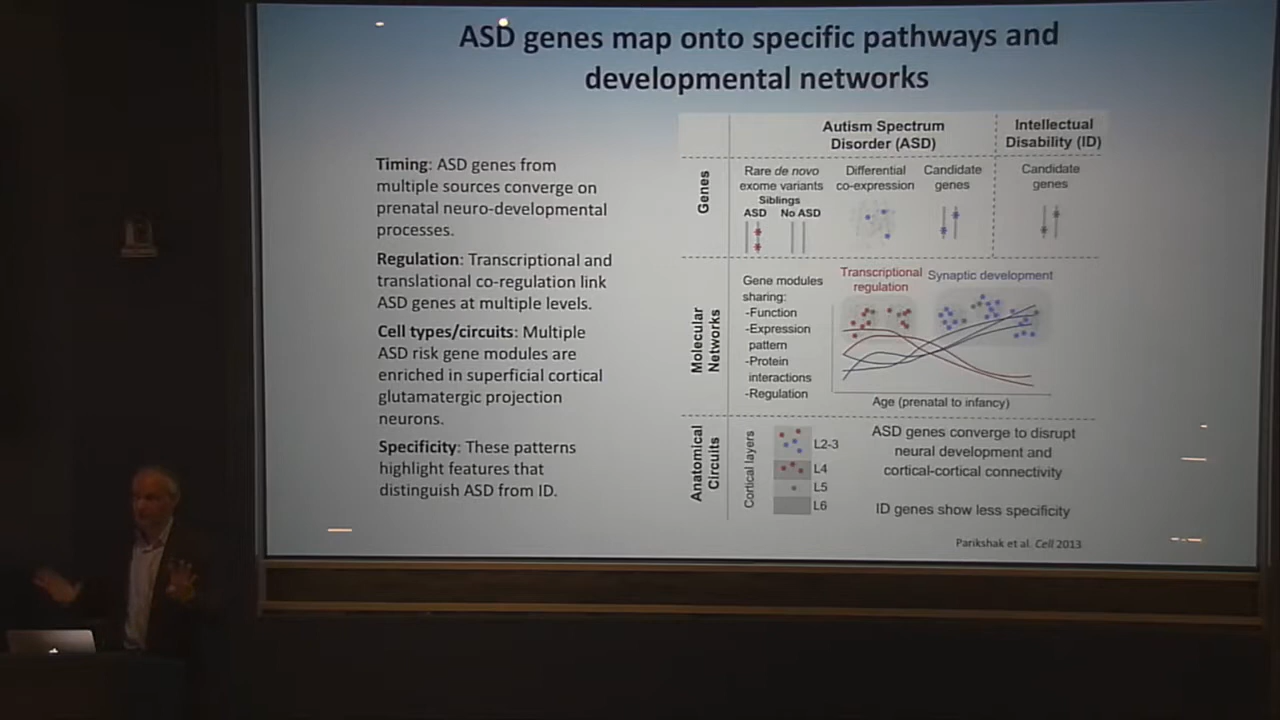 ASD genes map onto specific pathways and
developmental networks
Timing: ASD genes from
multiple sources converge on
prenatal neuro-developmental
processes.
Regulation: Transcriptional and
translational co-regulation link
ASD genes at multiple levels.
Cell types/circuits: Multiple
ASD risk gene modules are
enriched in superficial cortical
glutamatergic projection
neurons.
Specificity: These patterns
highlight features that
distinguish ASD from ID.
Autism Spectrum
Disorder (ASD)
Intellectual
Disability (ID)
Genes
Rare de novo
exome variants
Siblings
ASD No ASD
Differential
co-expression
Candidate
genes
Candidate
genes
Molecular
Networks
Gene modules
sharing:
-Function
-Expression
pattern
-Protein
interactions
-Regulation
Transcriptional
regulation
Synaptic development
Age (prenatal to infancy)
Anatomical
Circuits
Cortical layers
L2-3
L4
L5
L6
ASD genes converge to disrupt
neural development and
cortical-cortical connectivity
ID genes show less specificity
Parikshak et al. Cell 2013